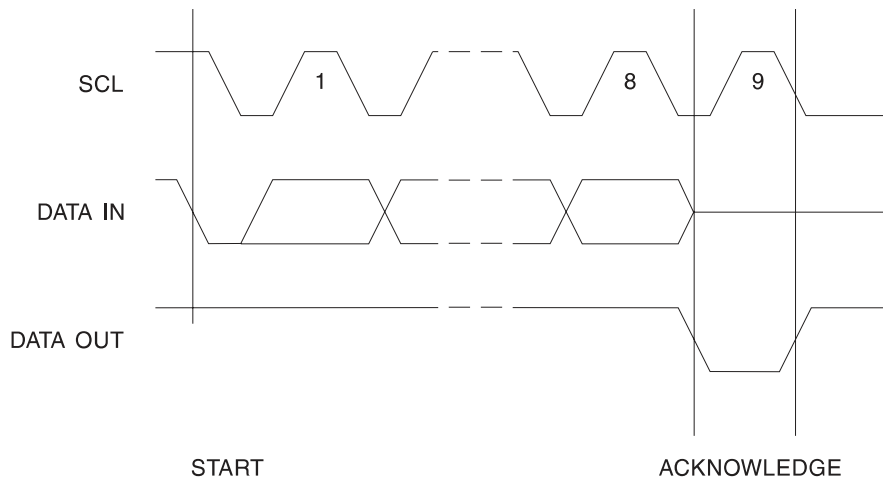 SCL
1
8
9
DATA IN
DATA OUT
START
ACKNOWLEDGE